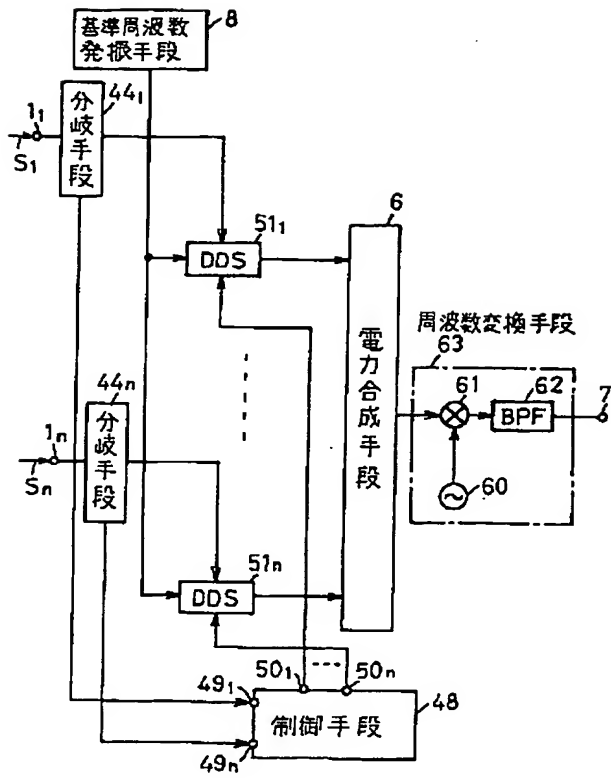 基準周波数
発振手段
8
44₁
分岐手段
1₁
S₁
51₁
DDS
6
電力合成手段
周波数変換手段
63
61
62
BPF
7
60
44n
分岐手段
1n
Sn
51n
DDS
50₁
50n
49₁
49n
制御手段
48